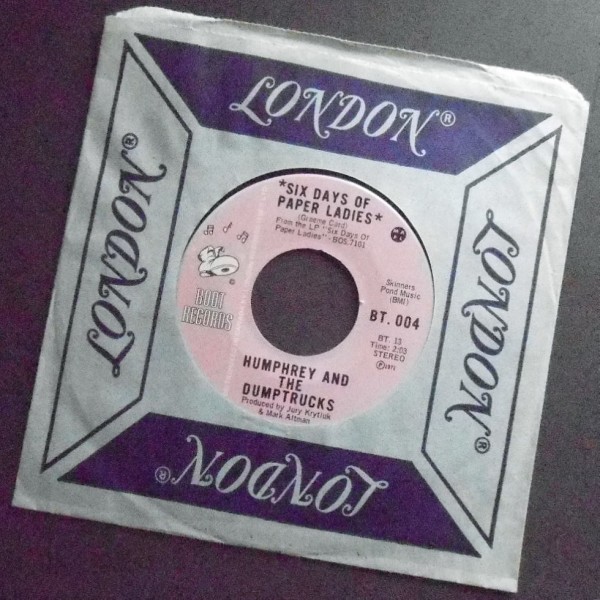 LONDON®
LONDON®
LONDON®
LONDON®
*SIX DAYS OF
PAPER LADIES*
(Graeme Card)
From the LP "Six Days Of
Paper Ladies" - BOS.7101
BOOT
RECORDS
Skinners
Pond Music
(BMI)
BT. 004
BT. 13
Time: 2:03
STEREO
HUMPHREY AND
THE
DUMPTRUCKS
Produced by Jury Krytiuk
& Mark Altman